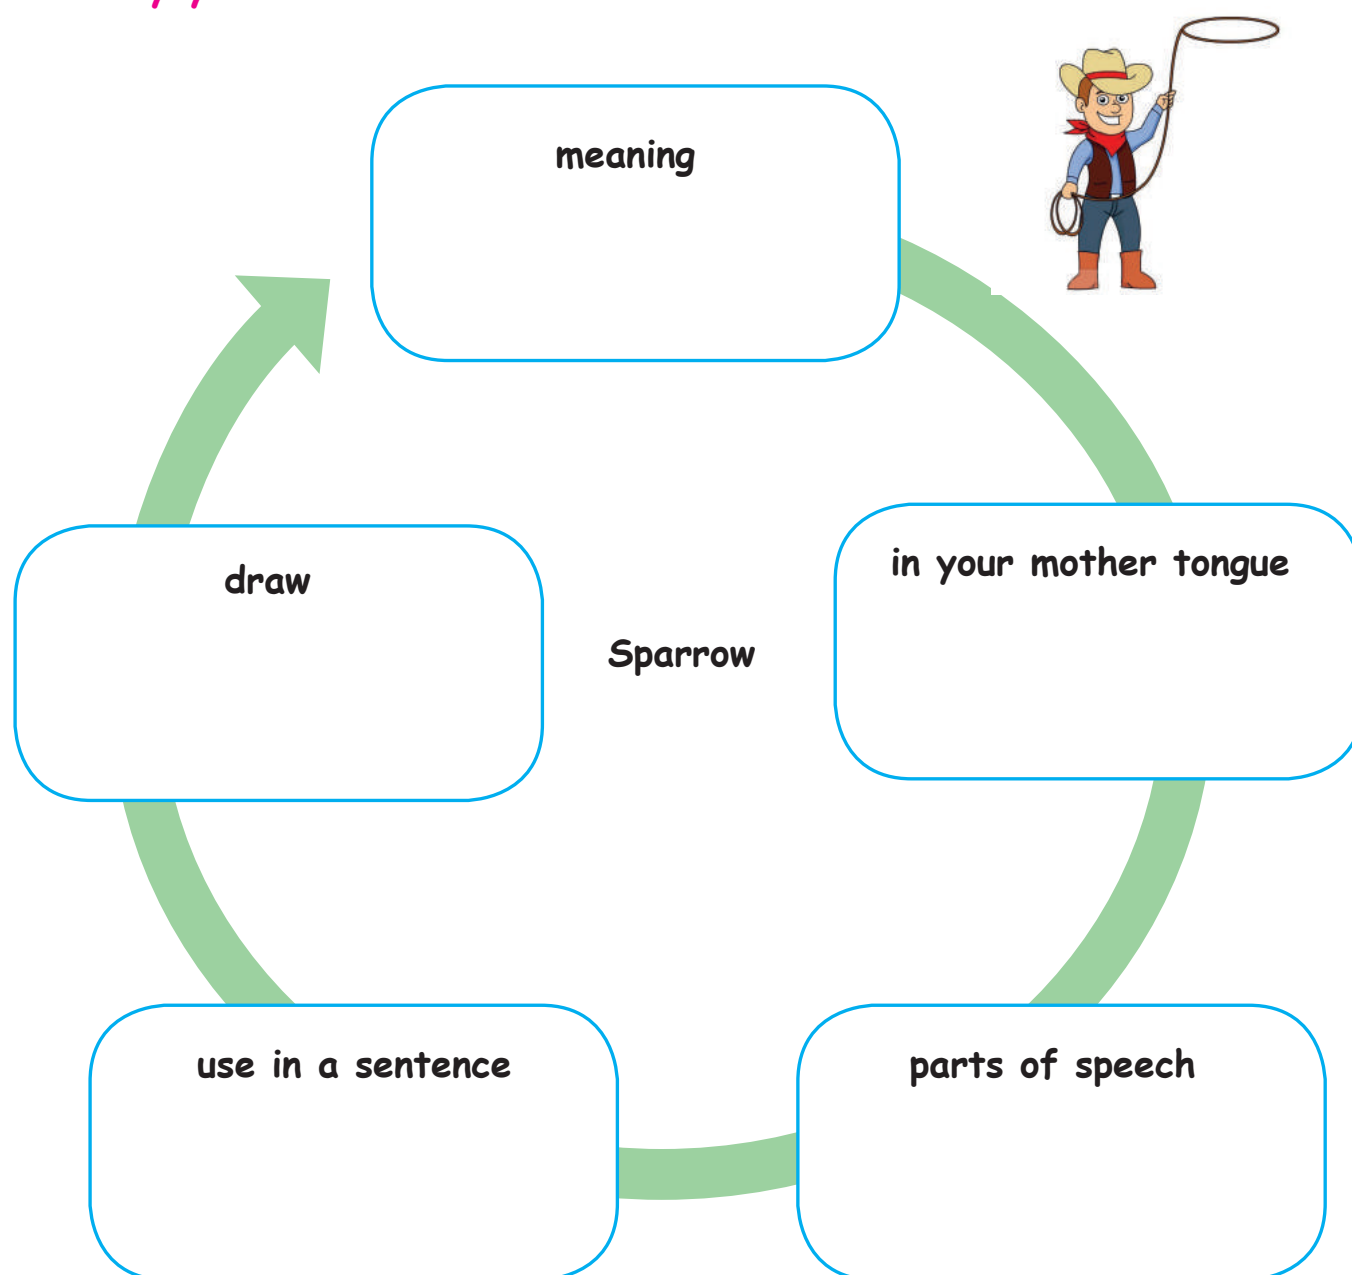 meaning
in your mother tongue
draw
Sparrow
use in a sentence
parts of speech